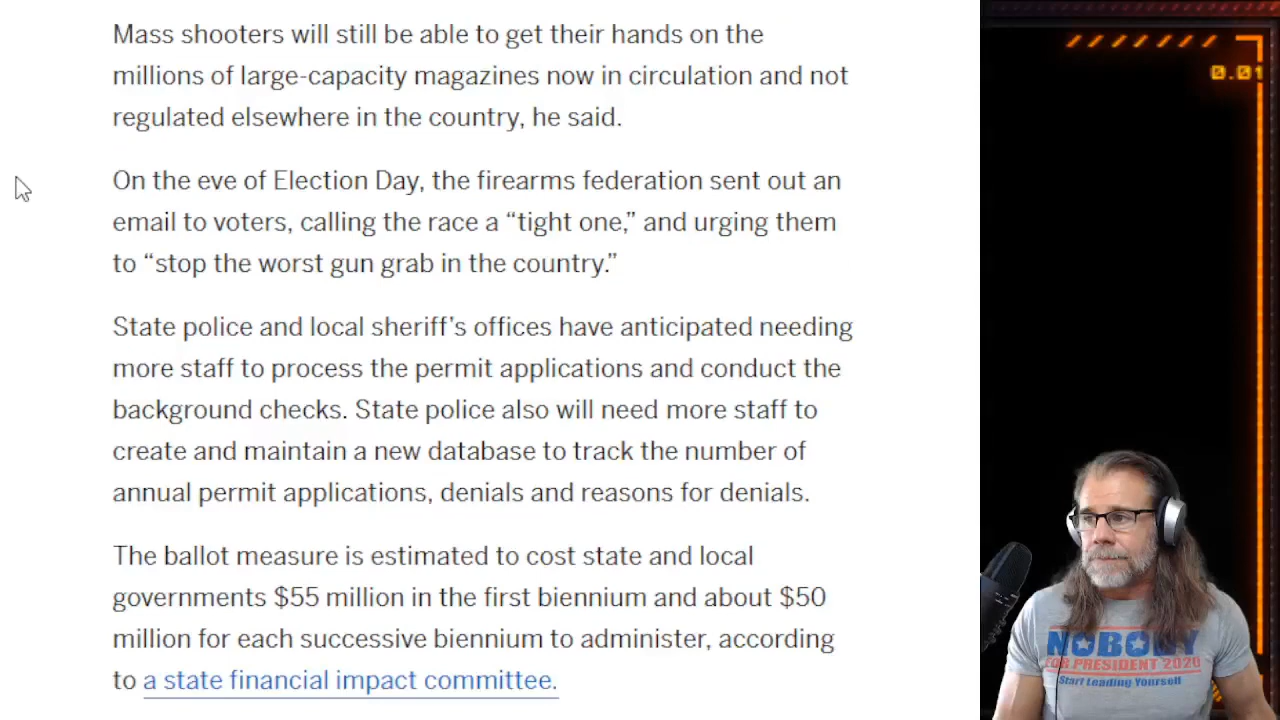 Mass shooters will still be able to get their hands on the
millions of large-capacity magazines now in circulation and not
regulated elsewhere in the country, he said.
On the eve of Election Day, the firearms federation sent out an
email to voters, calling the race a “tight one,” and urging them
to “stop the worst gun grab in the country.”
State police and local sheriff’s offices have anticipated needing
more staff to process the permit applications and conduct the
background checks. State police also will need more staff to
create and maintain a new database to track the number of
annual permit applications, denials and reasons for denials.
The ballot measure is estimated to cost state and local
governments $55 million in the first biennium and about $50
million for each successive biennium to administer, according
to a state financial impact committee.
0.01
NOBODY
FOR PRESIDENT 2020
Start Leading Yourself